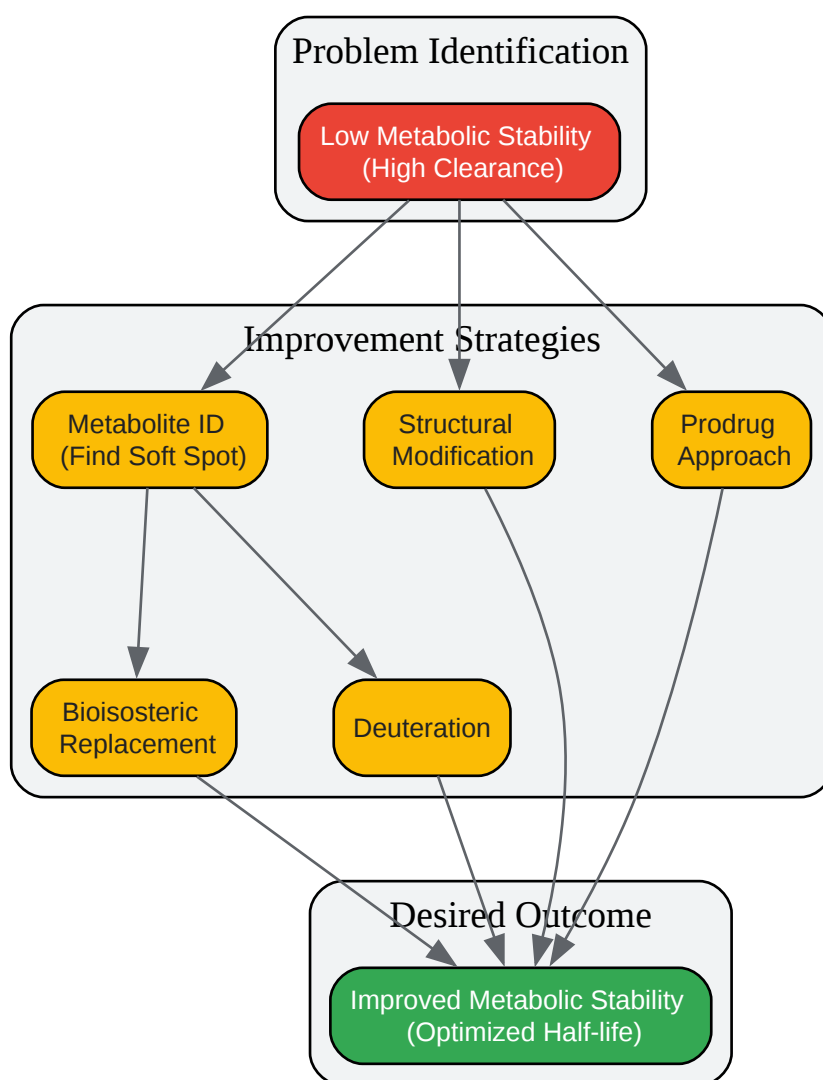 Problem Identification
Low Metabolic Stability
(High Clearance)
Improvement Strategies
Metabolite ID
(Find Soft Spot)
Structural
Modification
Prodrug
Approach
Bioisosteric
Replacement
Deuteration
Desired Outcome
Improved Metabolic Stability
(Optimized Half-life)